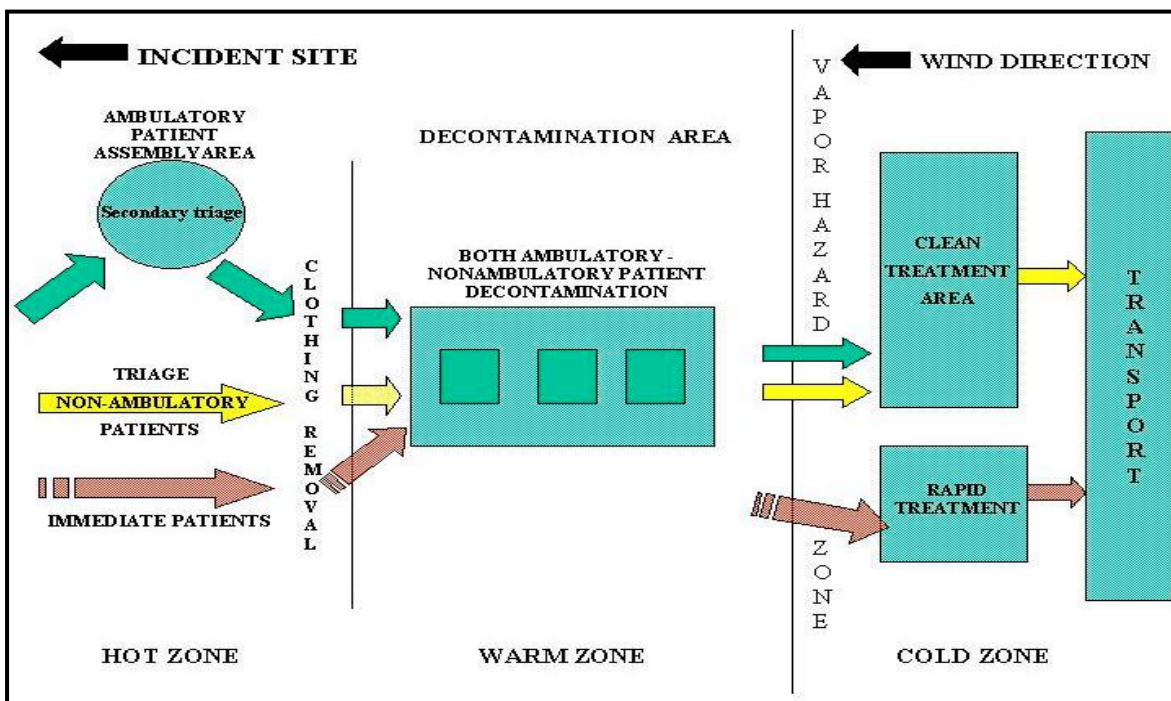 INCIDENT SITE
WIND DIRECTION
AMBULATORY
PATIENT
ASSEMBLYAREA
Secondary triage
DECONTAMINATION AREA
CLOTHING REMOVAL
BOTH AMBULATORY -
NONAMBULATORY PATIENT
DECONTAMINATION
VAPOR HAZARD ZONE
CLEAN
TREATMENT
AREA
TRANSPORT
TRIAGE
NON-AMBULATORY
PATIENTS
IMMEDIATE PATIENTS
RAPID
TREATMENT
HOT ZONE
WARM ZONE
COLD ZONE